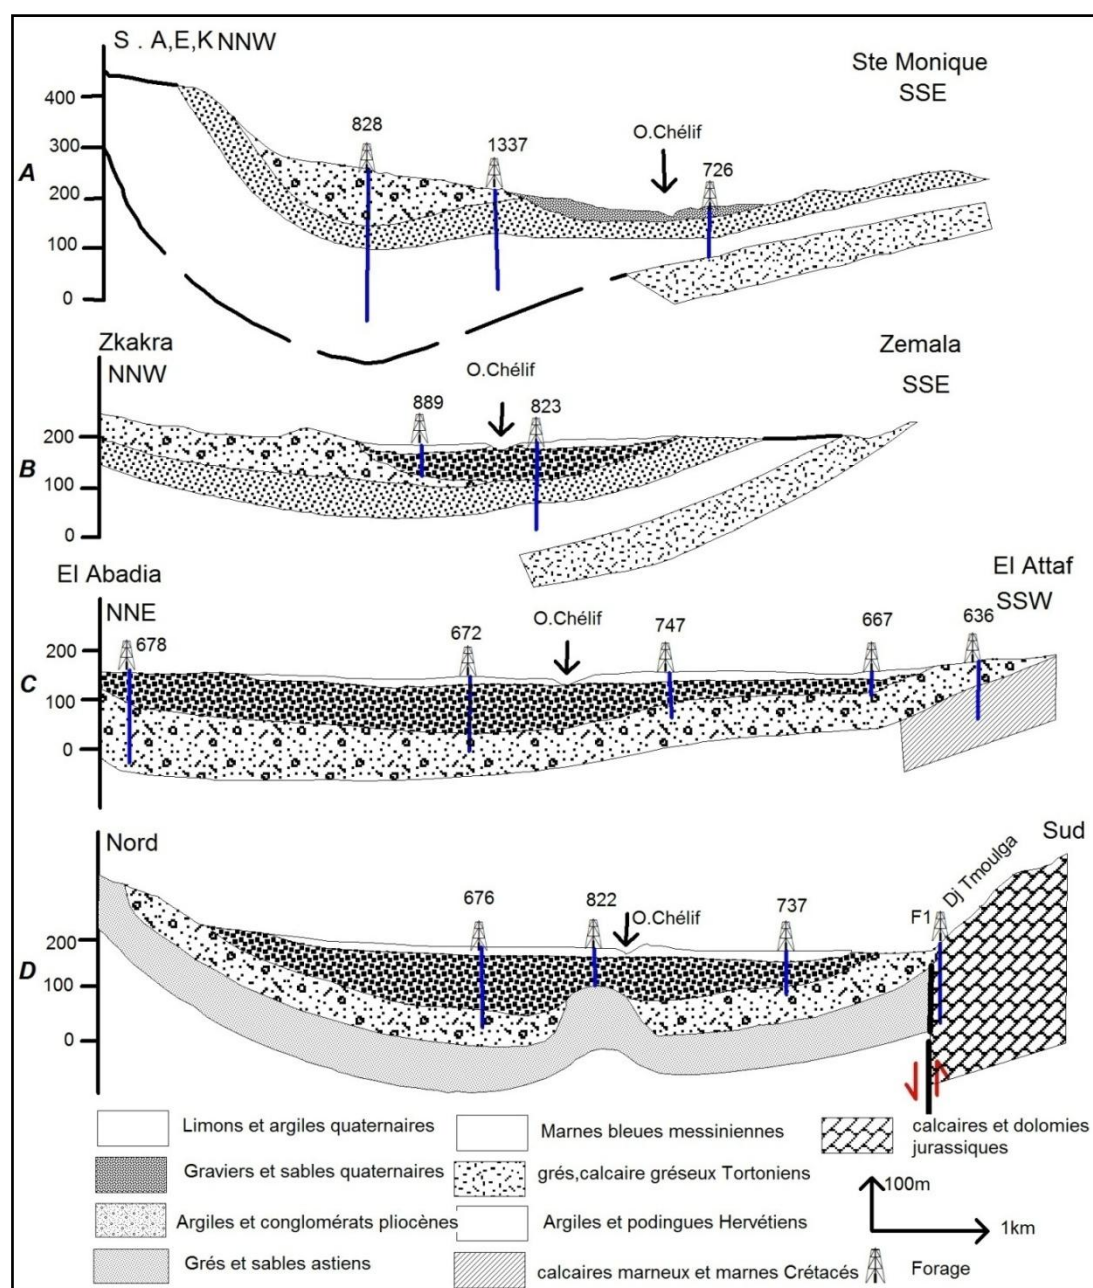 S . A,E,K NNW
Ste Monique
SSE
A
400
300
200
100
0
828
1337
O.Chélif
726
Zkakra
NNW
Zemala
SSE
B
200
100
0
889
O.Chélif
823
El Abadia
NNE
El Attaf
SSW
C
200
100
0
678
672
O.Chélif
747
667
636
Nord
Sud
D
200
100
0
676
822
O.Chélif
737
F1
Dj Tmoulga
Limons et argiles quaternaires
Graviers et sables quaternaires
Argiles et conglomérats pliocènes
Grés et sables astiens
Marnes bleues messiniennes
grés,calcaire gréseux Tortoniens
Argiles et podingues Hervétiens
calcaires marneux et marnes Crétacés
calcaires et dolomies
jurassiques
100m
1km
Forage